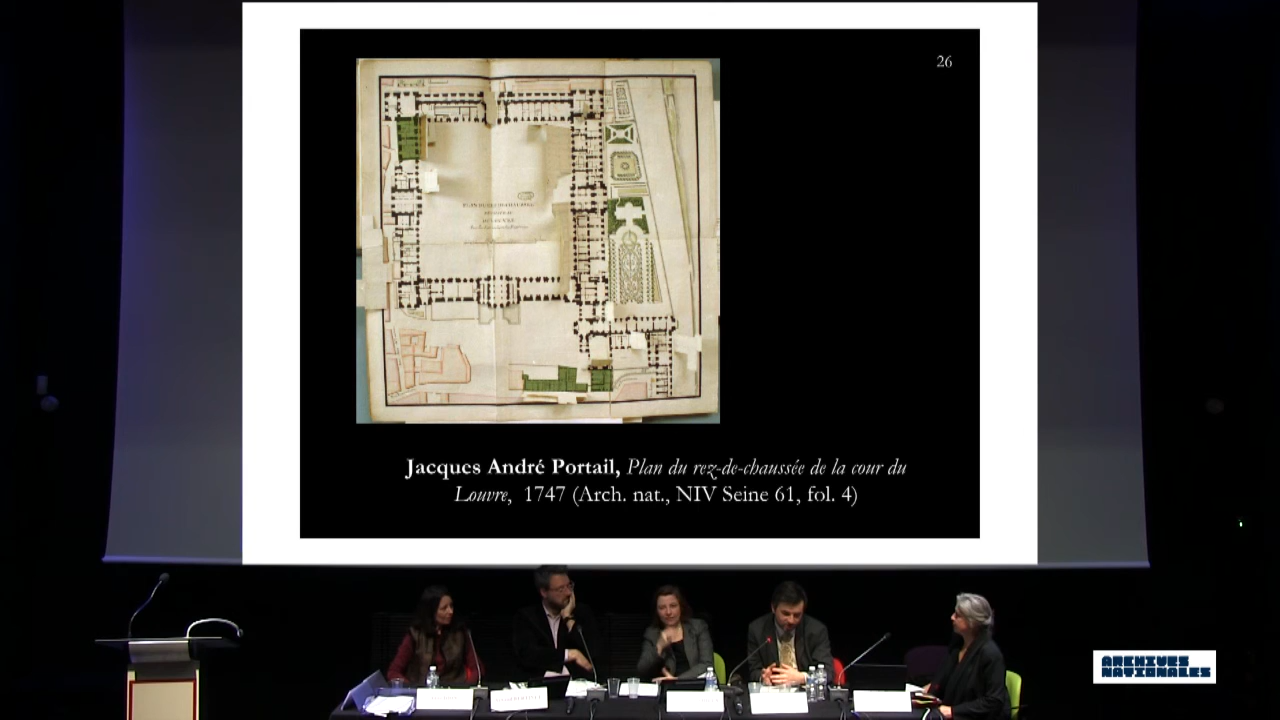 26
Jacques André Portail, Plan du rez-de-chaussée de la cour du
Louvre, 1747 (Arch. nat., NIV Seine 61, fol. 4)
ARCHIVES
NATIONALES